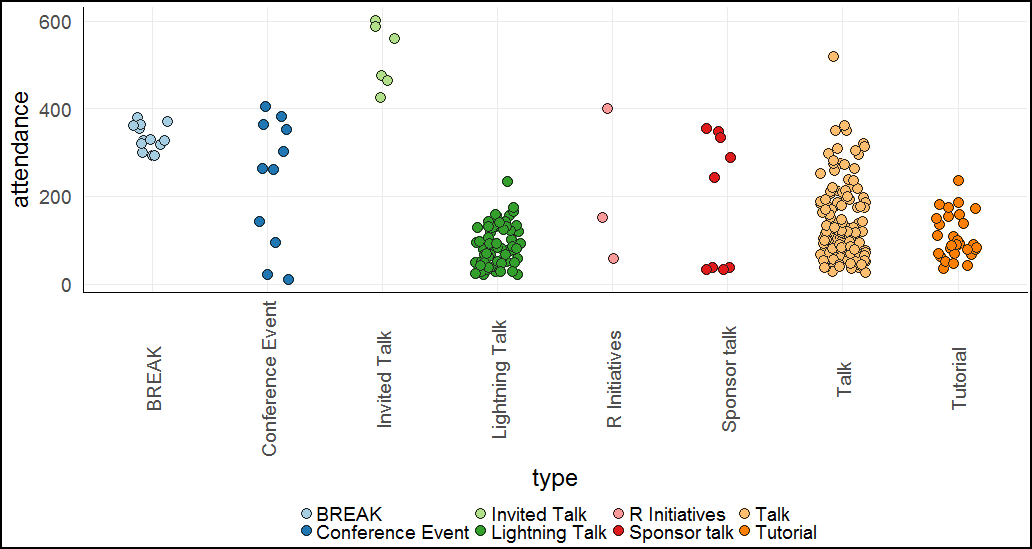 600
400
200
0
attendance
BREAK
Conference Event
Invited Talk
Lightning Talk
R Initiatives
Sponsor talk
Talk
Tutorial
type
BREAK Invited Talk R Initiatives Talk
Conference Event Lightning Talk Sponsor talk Tutorial